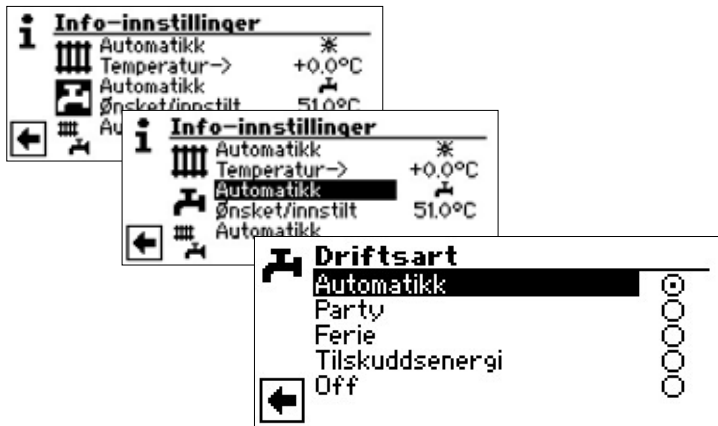 Info-innstillinger
Automatikk
Temperatur-> +0.0°C
Automatikk
Ønsket/innstilt 51.0°C
Au
Info-innstillinger
Automatikk
Temperatur-> +0.0°C
Automatikk
Ønsket/innstilt 51.0°C
Automatikk
Driftsart
Automatikk
Party
Ferie
Tilskuddsenergi
Off